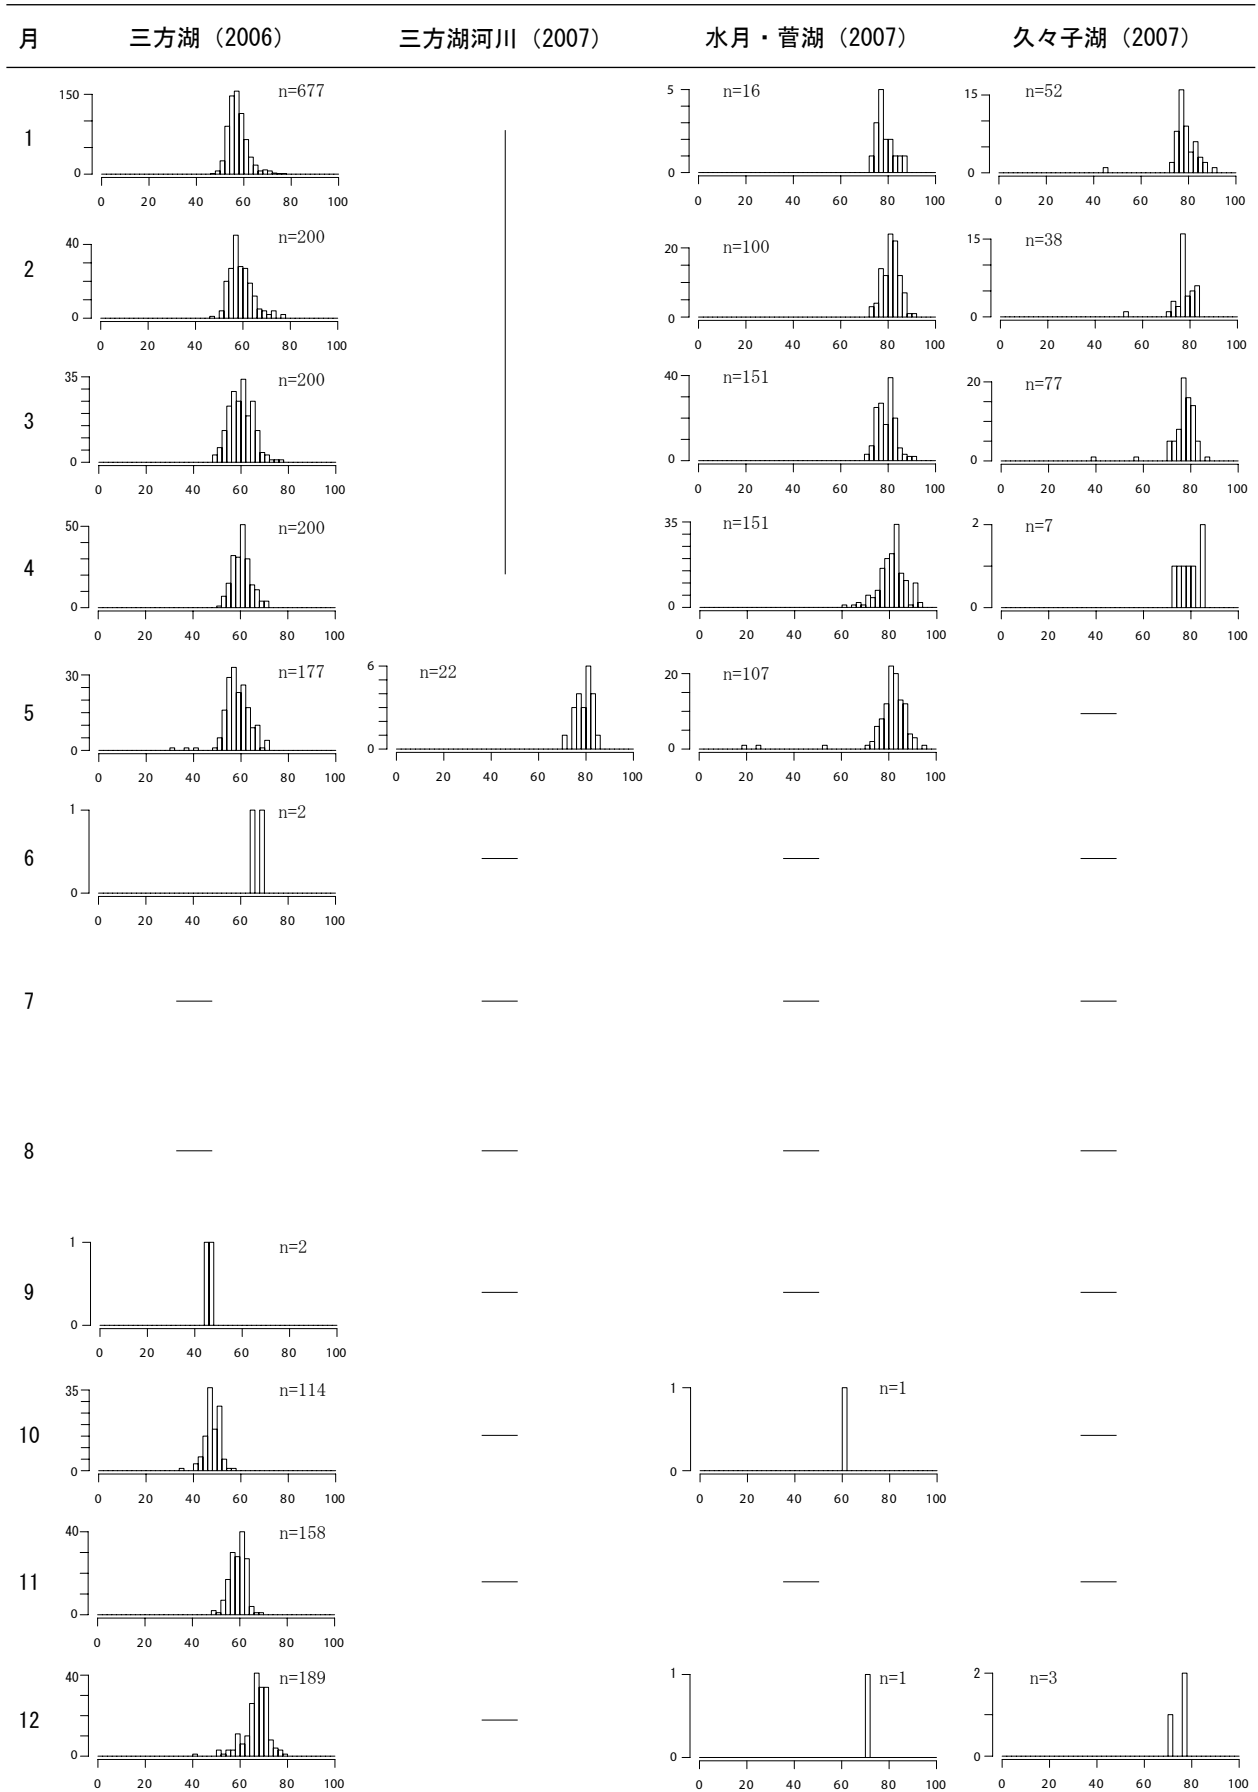 月 三方湖（2006） 三方湖河川（2007） 水月・菅湖（2007） 久々子湖（2007）
1
150 0 n=677 0 20 40 60 80 100
5 0 n=16 0 20 40 60 80 100
15 0 n=52 0 20 40 60 80 100
2
40 0 n=200 0 20 40 60 80 100
20 0 n=100 0 20 40 60 80 100
15 0 n=38 0 20 40 60 80 100
3
35 0 n=200 0 20 40 60 80 100
40 0 n=151 0 20 40 60 80 100
20 0 n=77 0 20 40 60 80 100
4
50 0 n=200 0 20 40 60 80 100
35 0 n=151 0 20 40 60 80 100
2 0 n=7 0 20 40 60 80 100
5
30 0 n=177 0 20 40 60 80 100
6 0 n=22 0 20 40 60 80 100
20 0 n=107 0 20 40 60 80 100
6
1 0 n=2 0 20 40 60 80 100
7
8
9
1 0 n=2 0 20 40 60 80 100
10
35 0 n=114 0 20 40 60 80 100
1 0 n=1 0 20 40 60 80 100
11
40 0 n=158 0 20 40 60 80 100
12
40 0 n=189 0 20 40 60 80 100
1 0 n=1 0 20 40 60 80 100
2 0 n=3 0 20 40 60 80 100